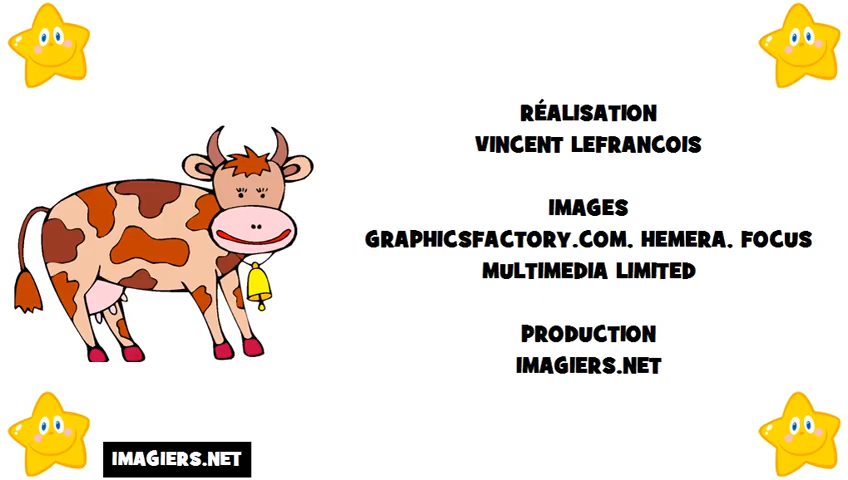 RÉALISATION
VINCENT LEFRANCOIS
IMAGES
GRAPHICSFACTORY.COM, HEMERA, FOCUS
MULTIMEDIA LIMITED
PRODUCTION
IMAGIERS.NET
IMAGIERS.NET